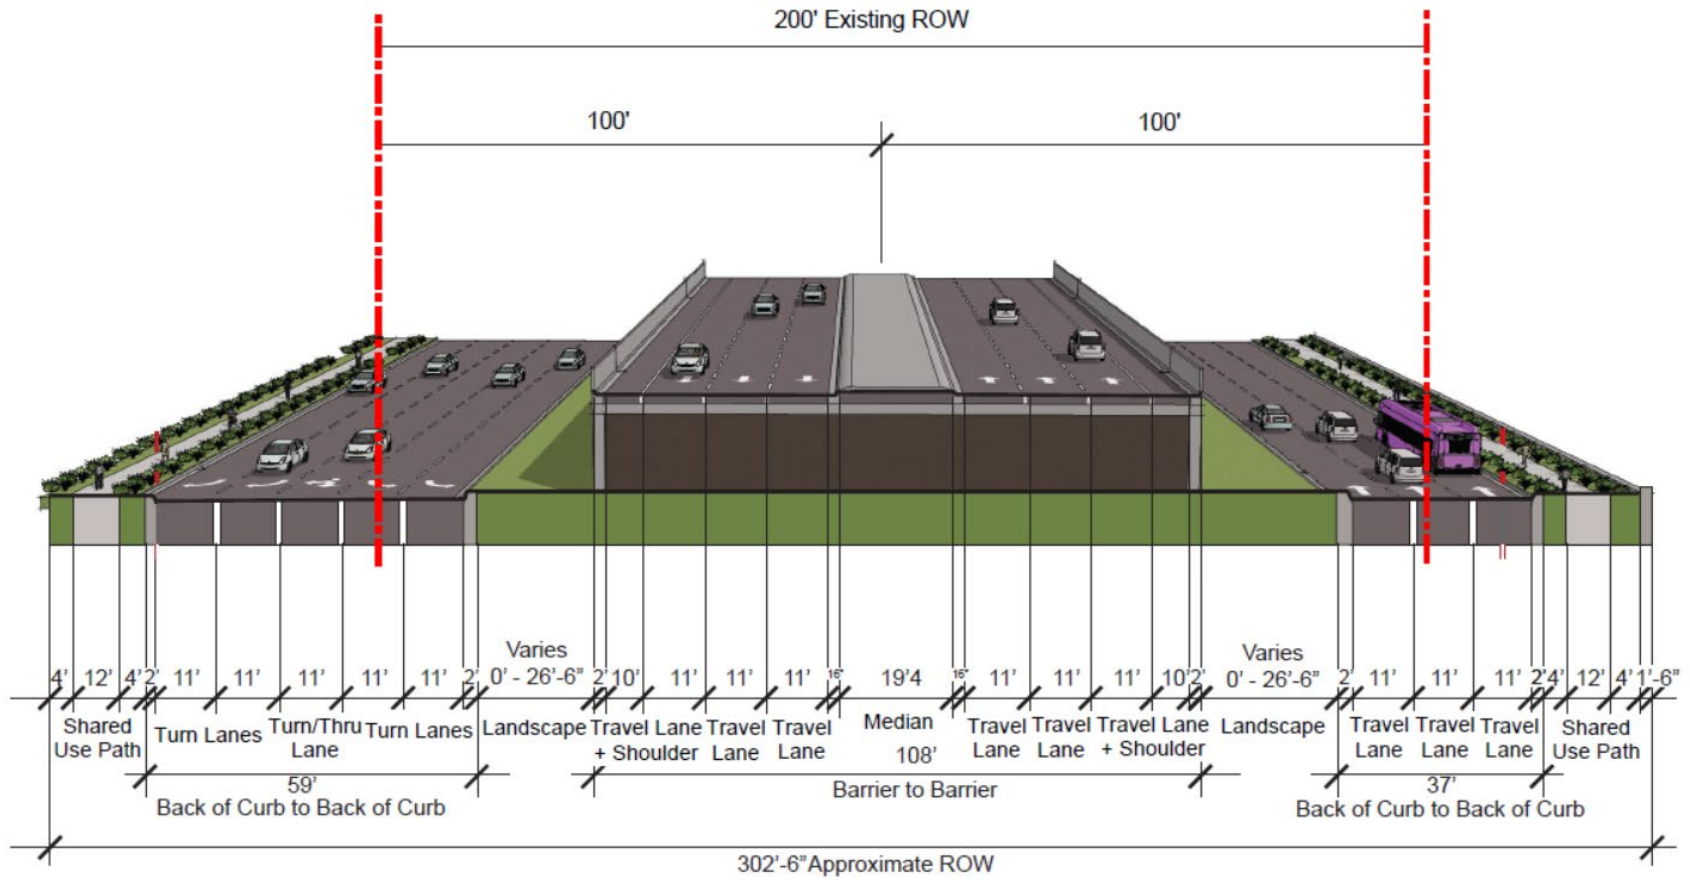 200' Existing ROW
100'
100'
Varies
0' - 26'-6"
Varies
0' - 26'-6"
4' 12' 4' 2' 11' 11' 11' 11' 11' 2' 2' 10' 11' 11' 11' 16" 19'4 16" 11' 11' 11' 10' 2' 2' 11' 11' 11' 2' 4' 12' 4' 1'-6"
Shared
Use Path
Turn Lanes
Turn/Thru
Lane
Turn Lanes
Landscape
Travel Lane
+ Shoulder
Travel
Lane
Travel
Lane
Median
108'
Travel
Lane
Travel
Lane
Travel Lane
+ Shoulder
Landscape
Travel
Lane
Travel
Lane
Travel
Lane
Shared
Use Path
59'
Back of Curb to Back of Curb
Barrier to Barrier
37'
Back of Curb to Back of Curb
302'-6"Approximate ROW